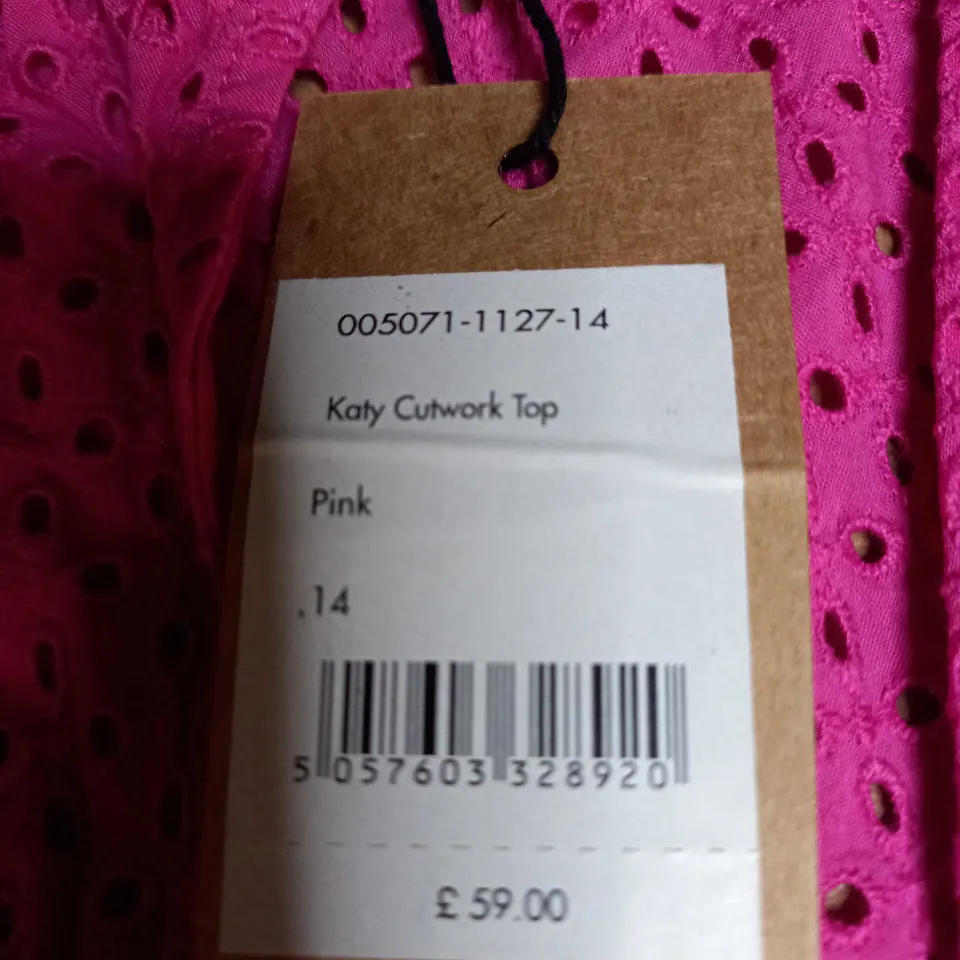 005071-1127-14
Katy Cutwork Top
Pink
.14
5 057603 328920
£ 59.00